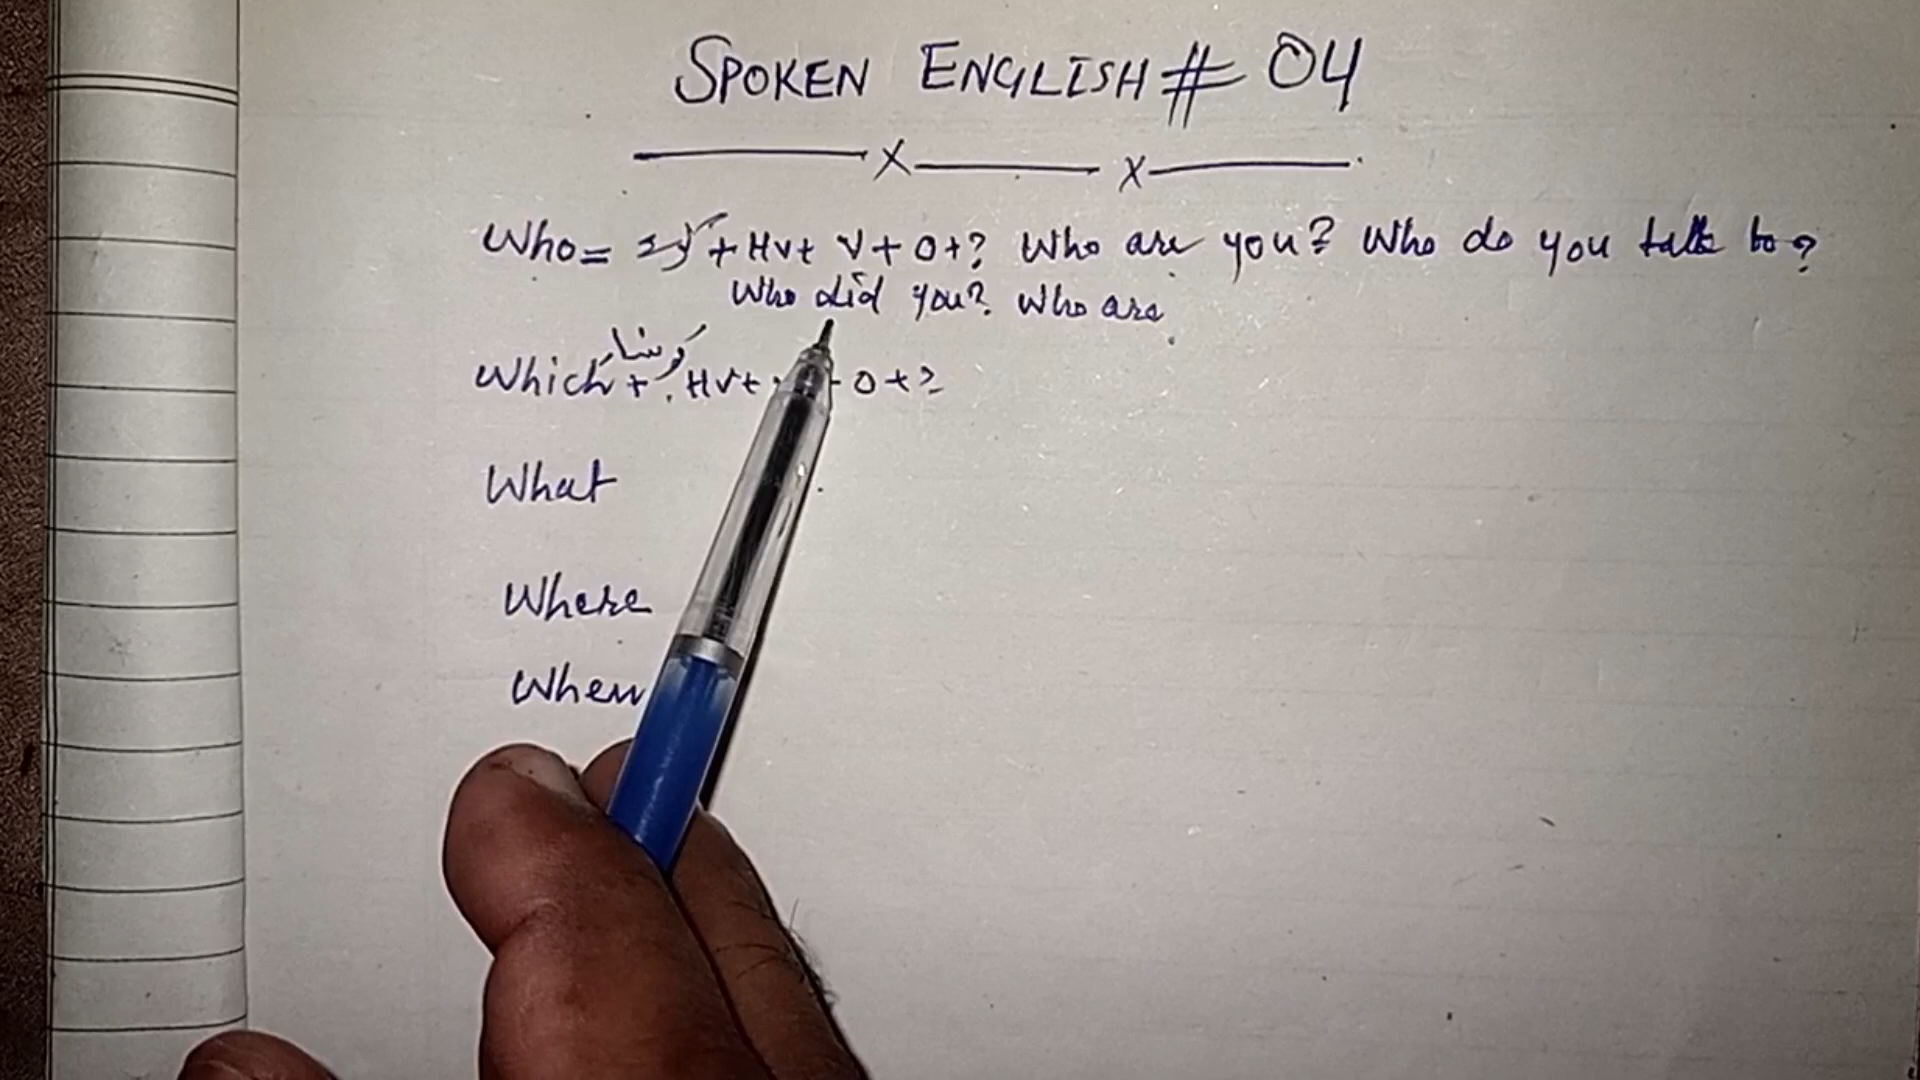 SPOKEN ENGLISH # 04
x x
Who = کون + HV + V + O + ? Who are you? Who do you talk to?
Who did you? Who are
کونسا
Which + HV + + O + ?
What
Where
When